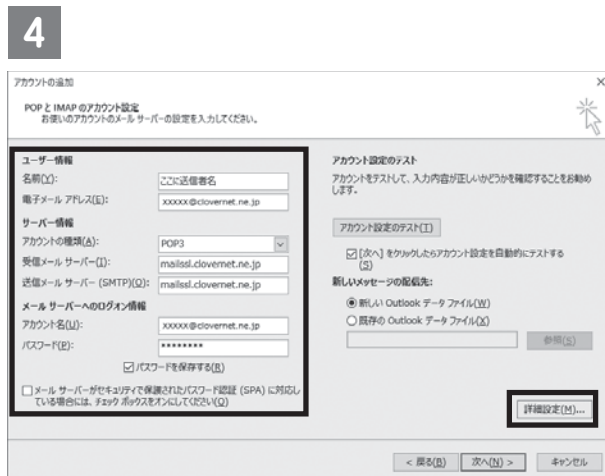 4
アカウントの追加
×
POP と IMAP のアカウント設定
お使いのアカウントのメール サーバーの設定を入力してください。
ユーザー情報
名前(Y):
ここに送信者名
電子メール アドレス(E):
xxxxx@clovernet.ne.jp
サーバー情報
アカウントの種類(A):
POP3
受信メール サーバー(I):
mailssl.clovernet.ne.jp
送信メール サーバー (SMTP)(O):
mailssl.clovernet.ne.jp
メール サーバーへのログオン情報
アカウント名(U):
xxxxx@clovernet.ne.jp
パスワード(P):
********
パスワードを保存する(R)
メール サーバーがセキュリティで保護されたパスワード認証 (SPA) に対応し
ている場合には、チェック ボックスをオンにしてください(Q)
アカウント設定のテスト
アカウントをテストして、入力内容が正しいかどうかを確認することをお勧め
します。
アカウント設定のテスト(T)
[次へ] をクリックしたらアカウント設定を自動的にテストする
(S)
新しいメッセージの配信先:
新しい Outlook データ ファイル(W)
既存の Outlook データ ファイル(X)
参照(S)
詳細設定(M)...
< 戻る(B)
次へ(N) >
キャンセル